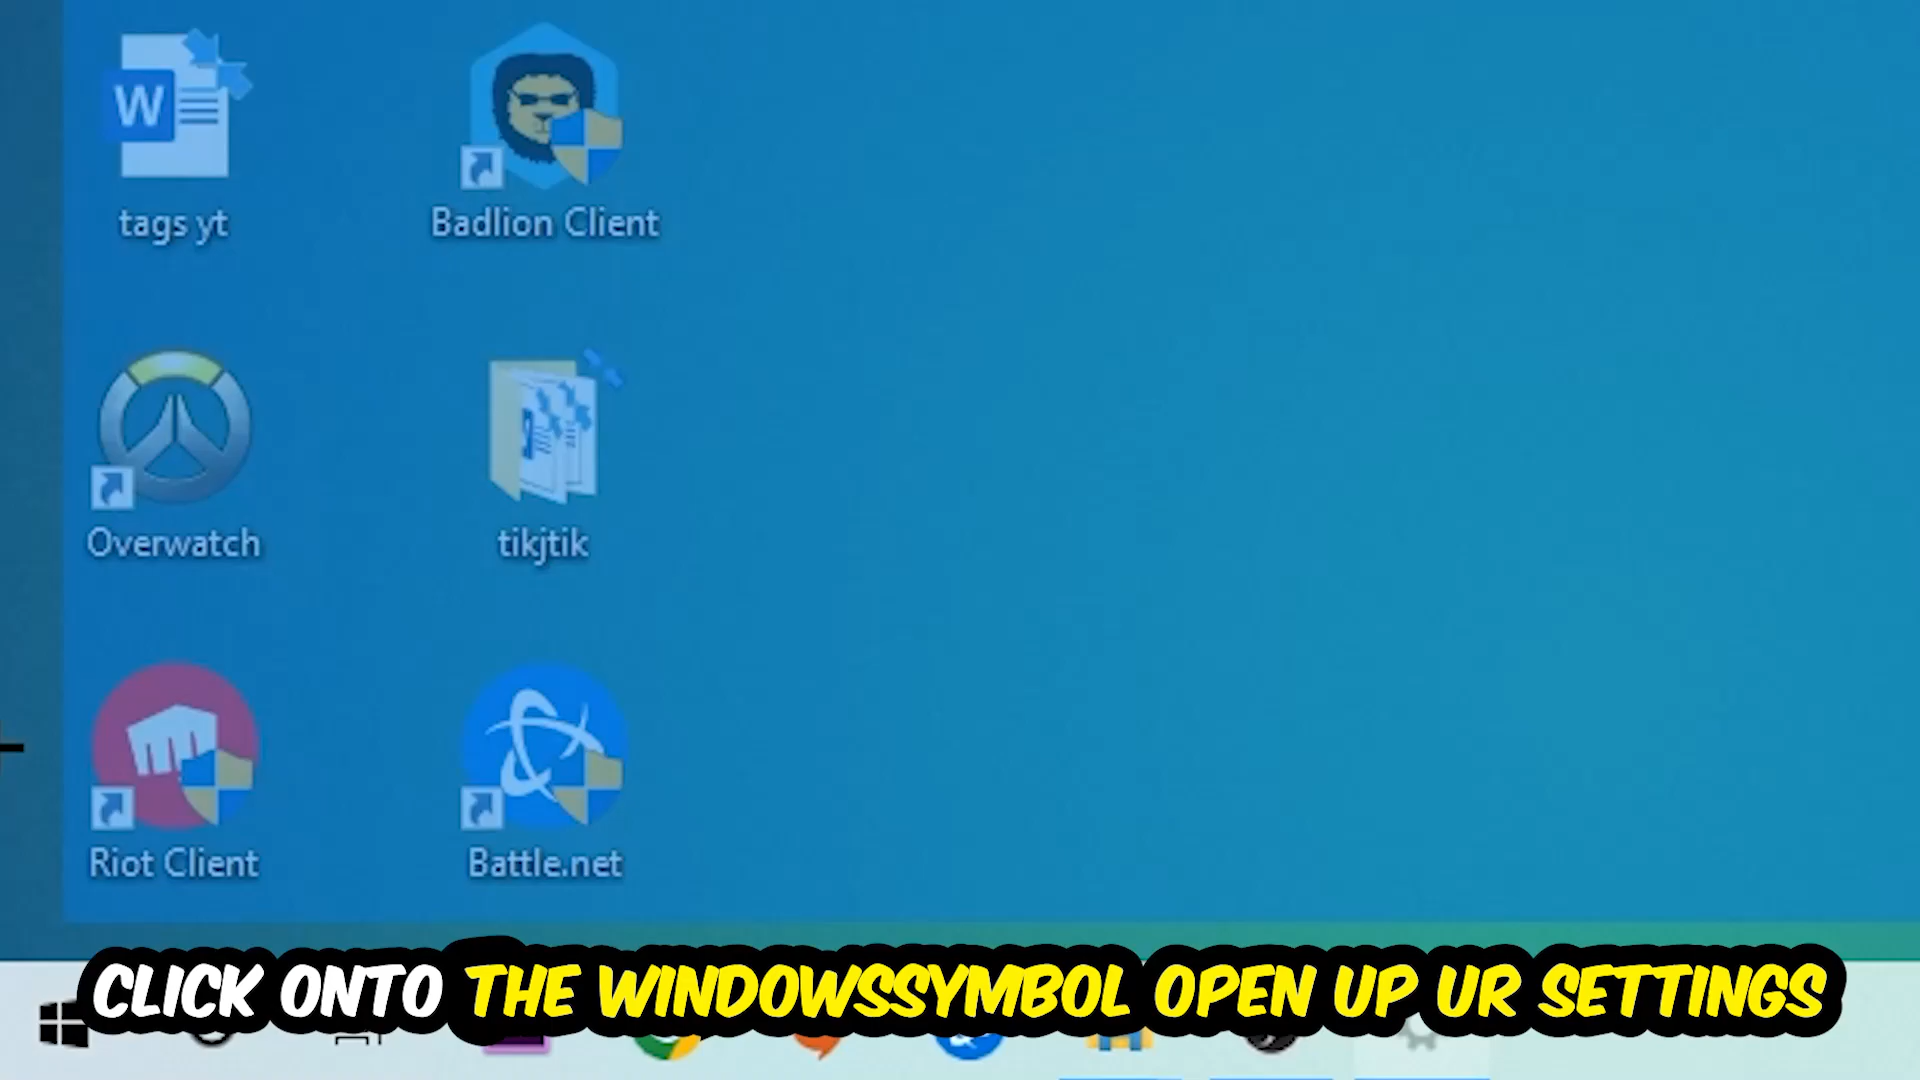 W
tags yt
Badlion Client
Overwatch
tikjtik
Riot Client
Battle.net
CLICK ONTO THE WINDOWSSYMBOL OPEN UP UR SETTINGS